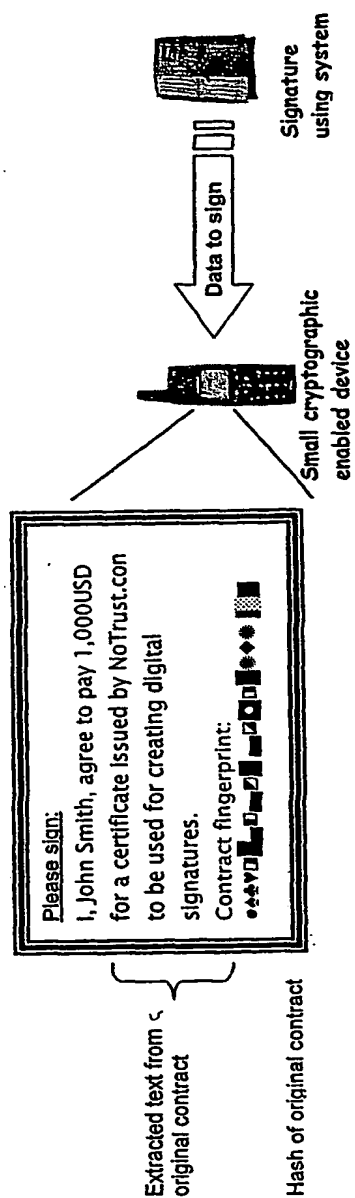 Extracted text from
original contract
Hash of original contract
Please sign:
I, John Smith, agree to pay 1,000USD
for a certificate issued by NoTrust.con
to be used for creating digital
signatures.
Contract fingerprint:
Small cryptographic
enabled device
Data to sign
Signature
using system